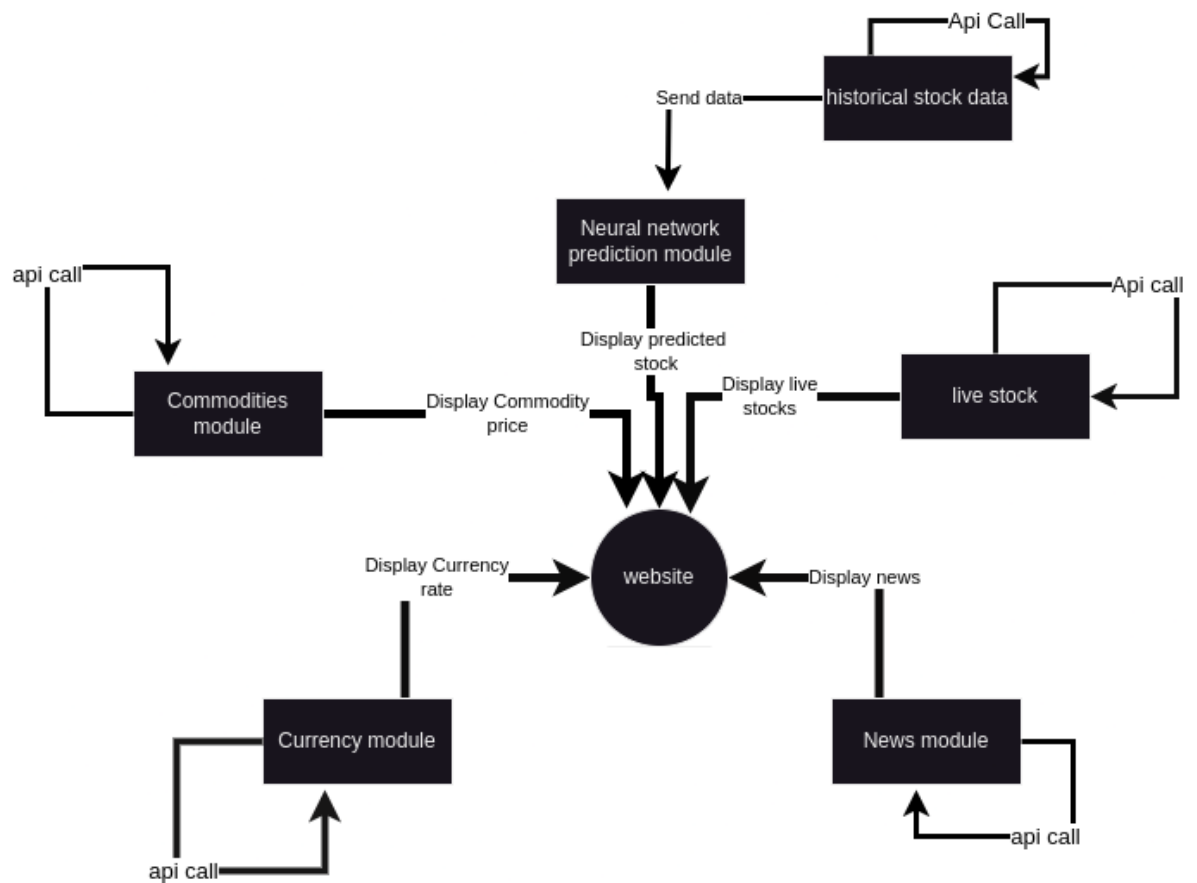 Api Call
historical stock data
Send data
Neural network
prediction module
api call
Api call
Display predicted
stock
Display live
stocks
live stock
Commodities
module
Display Commodity
price
Display Currency
rate
website
Display news
Currency module
News module
api call
api call